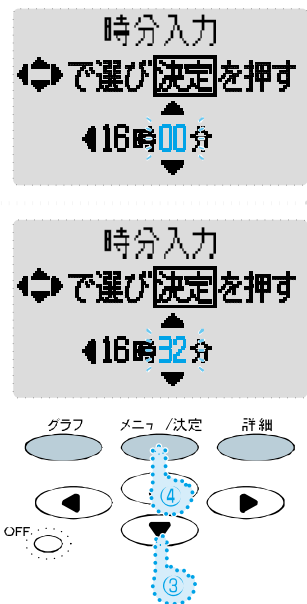 時分入力
で選び決定を押す
16時00分
時分入力
で選び決定を押す
16時32分
グラフ メニュー/決定 詳細
④
OFF
③